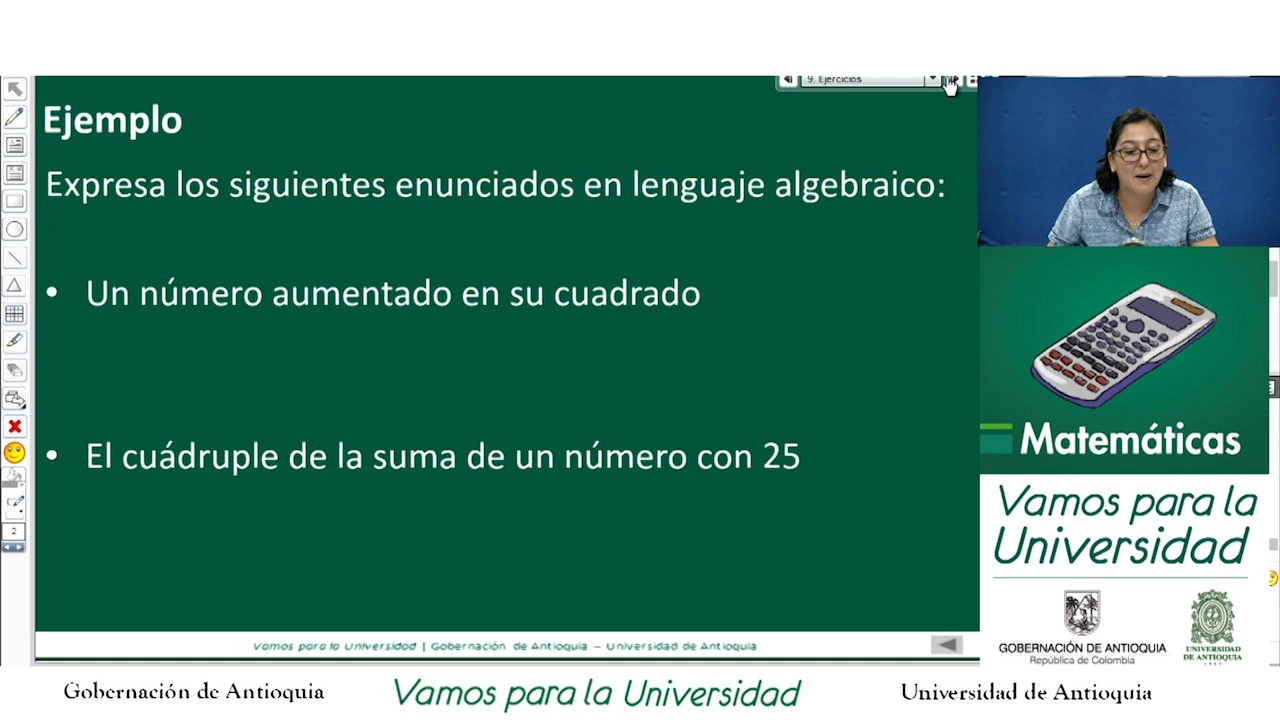 9. Ejercicios
Ejemplo
Expresa los siguientes enunciados en lenguaje algebraico:
• Un número aumentado en su cuadrado
• El cuádruple de la suma de un número con 25
2
Vamos para la Universidad | Gobernación de Antioquia – Universidad de Antioquia
Matemáticas
Vamos para la
Universidad
GOBERNACIÓN DE ANTIOQUIA
República de Colombia
UNIVERSIDAD
DE ANTIOQUIA
Gobernación de Antioquia
Vamos para la Universidad
Universidad de Antioquia